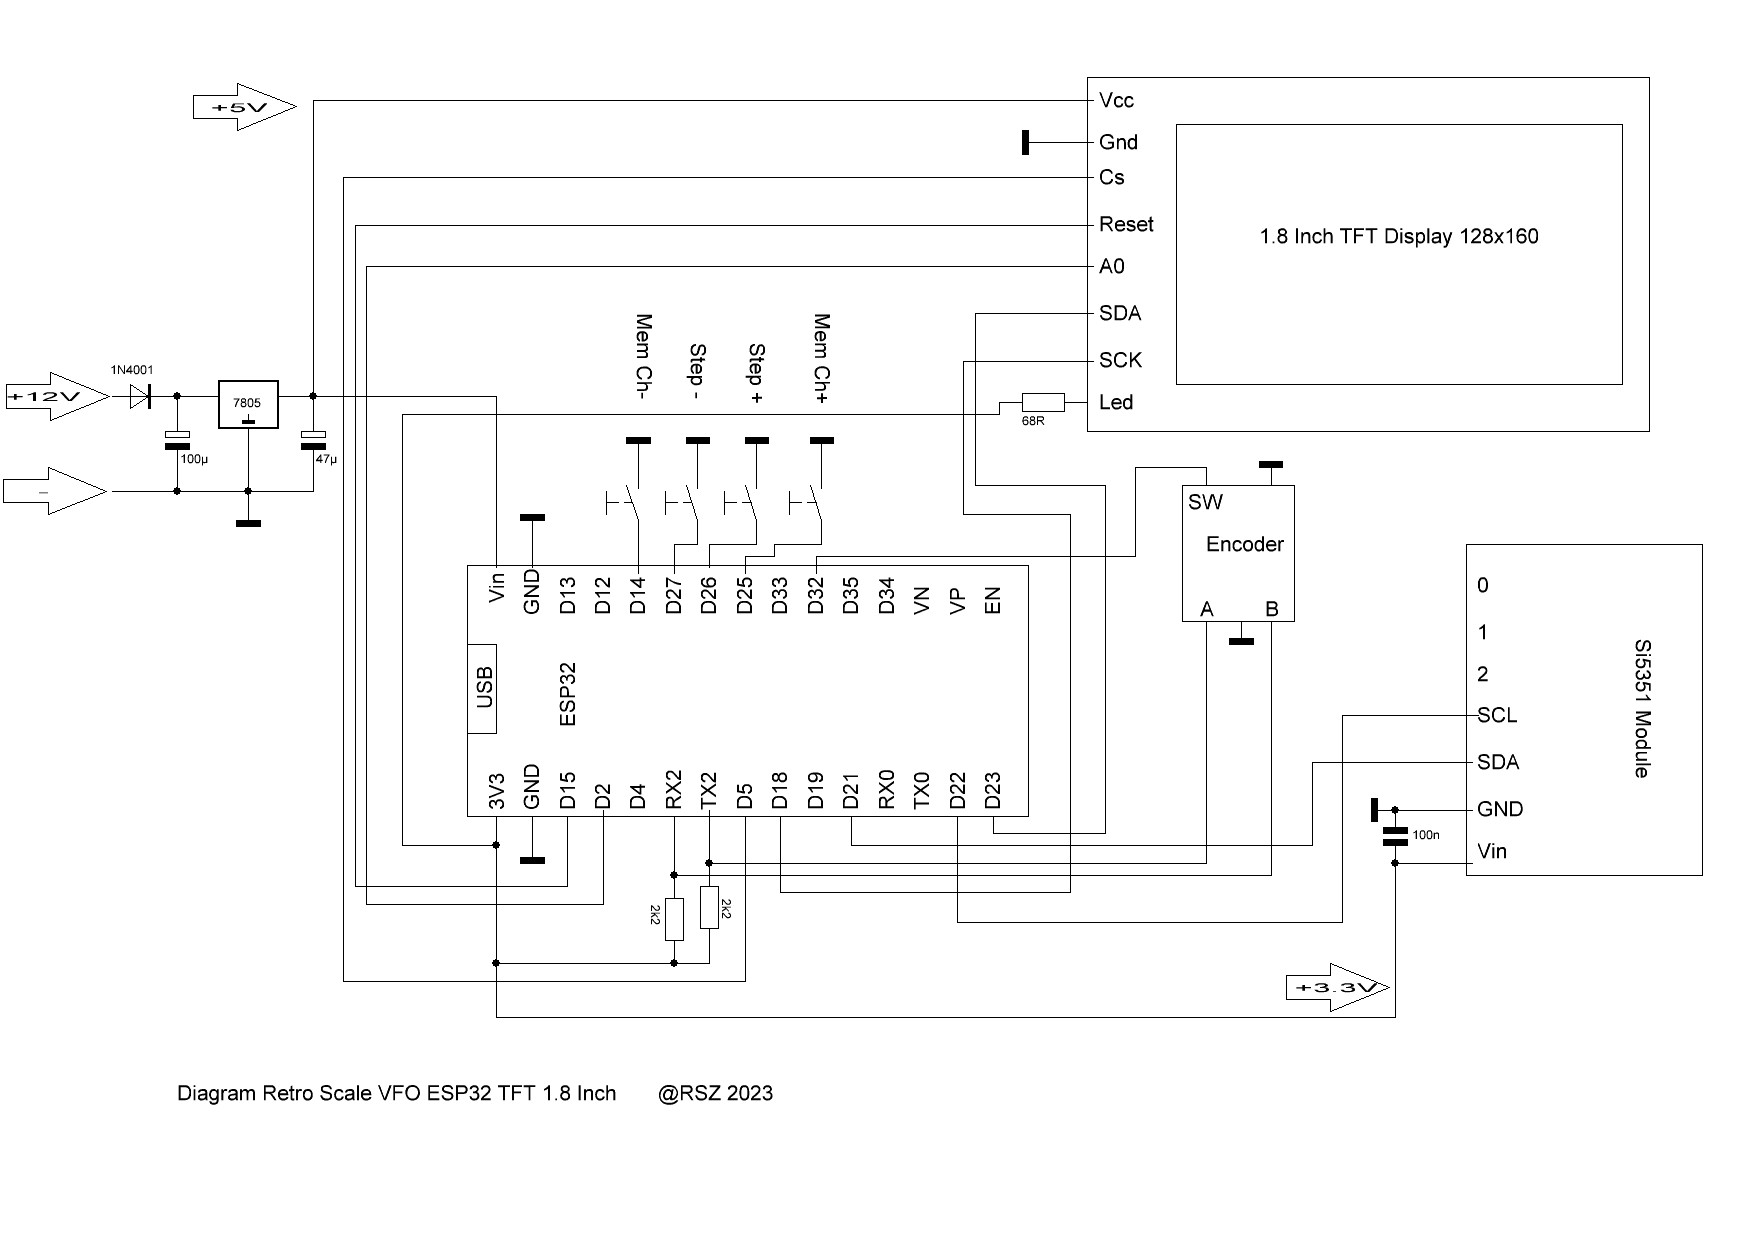 +5V
Vcc
Gnd
Cs
Reset
A0
SDA
SCK
Led
1.8 Inch TFT Display 128x160
68R
Mem Ch-
Step -
Step +
Mem Ch+
+12V
1N4001
7805
100µ
47µ
-
SW
Encoder
A
B
Vin
GND
D13
D12
D14
D27
D26
D25
D33
D32
D35
D34
VN
VP
EN
USB
ESP32
3V3
GND
D15
D2
D4
RX2
TX2
D5
D18
D19
D21
RX0
TX0
D22
D23
2k2
2k2
0
1
2
SCL
SDA
GND
Vin
Si5351 Module
100n
+3.3V
Diagram Retro Scale VFO ESP32 TFT 1.8 Inch @RSZ 2023